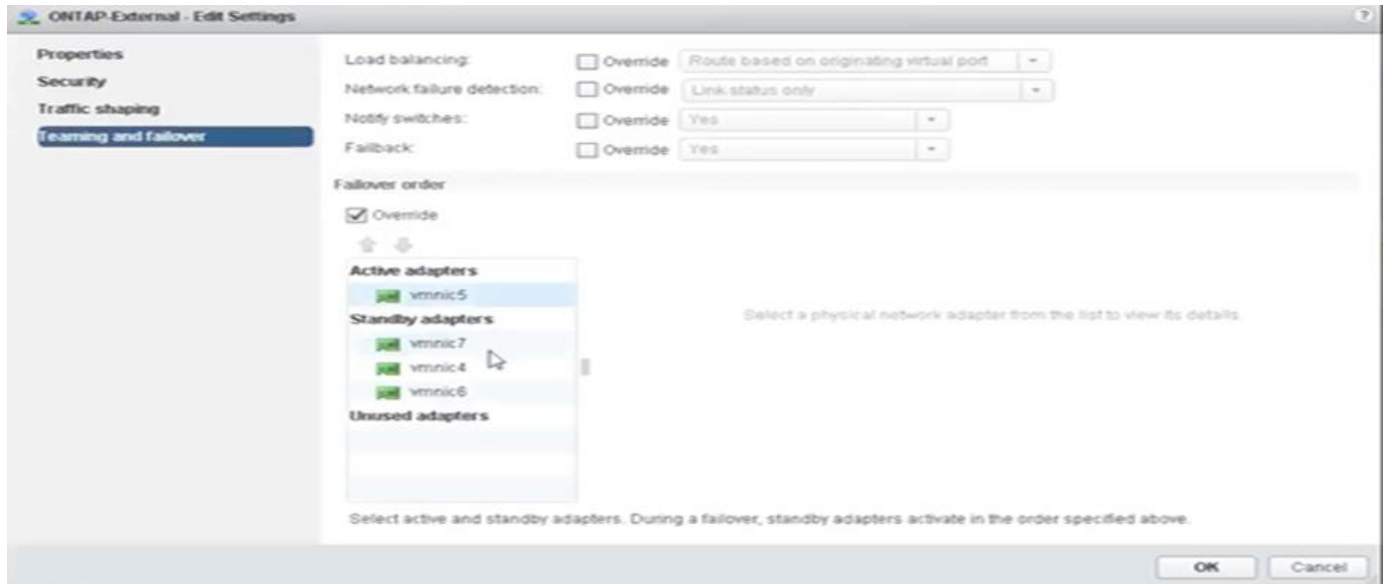 ONTAP-External - Edit Settings
?
Properties
Security
Traffic shaping
Teaming and failover
Load balancing: Override Route based on originating virtual port
Network failure detection: Override Link status only
Notify switches: Override Yes
Failback: Override Yes
Failover order
Override
Active adapters
vmnic5
Standby adapters
vmnic7
vmnic4
vmnic6
Unused adapters
Select a physical network adapter from the list to view its details.
Select active and standby adapters. During a failover, standby adapters activate in the order specified above.
OK Cancel